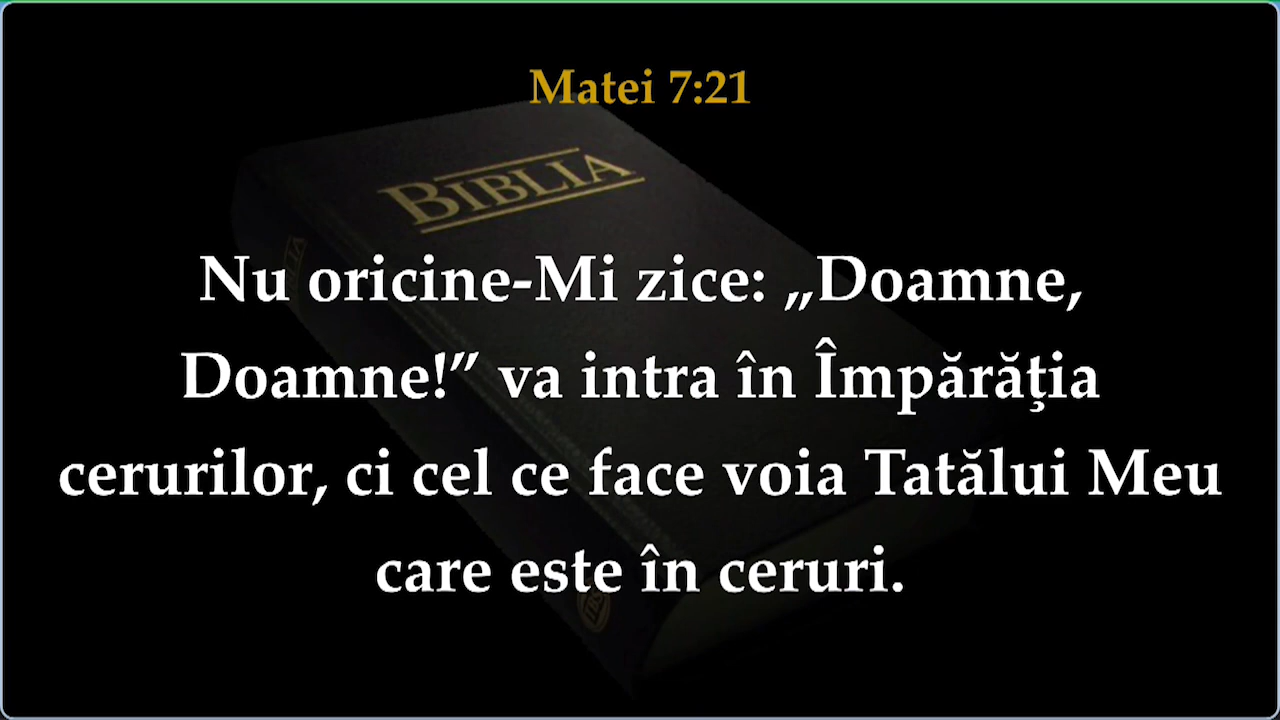 Matei 7:21
BIBLIA
Nu oricine-Mi zice: „Doamne,
Doamne!” va intra în Împărăţia
cerurilor, ci cel ce face voia Tatălui Meu
care este în ceruri.